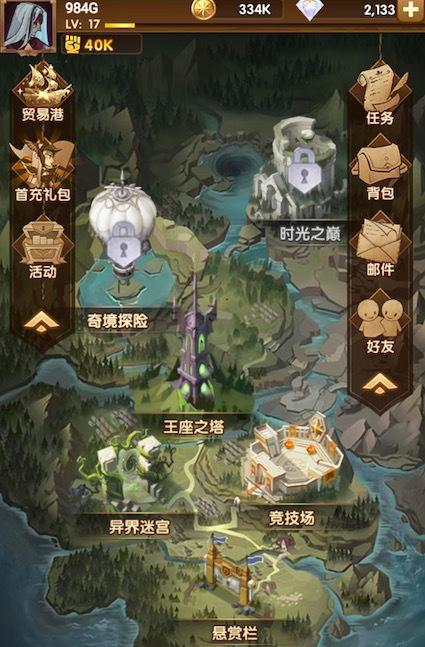 984G
334K
2,133
LV: 17
40K
贸易港
任务
首充礼包
背包
时光之巅
活动
邮件
奇境探险
好友
王座之塔
异界迷宫
竞技场
悬赏栏